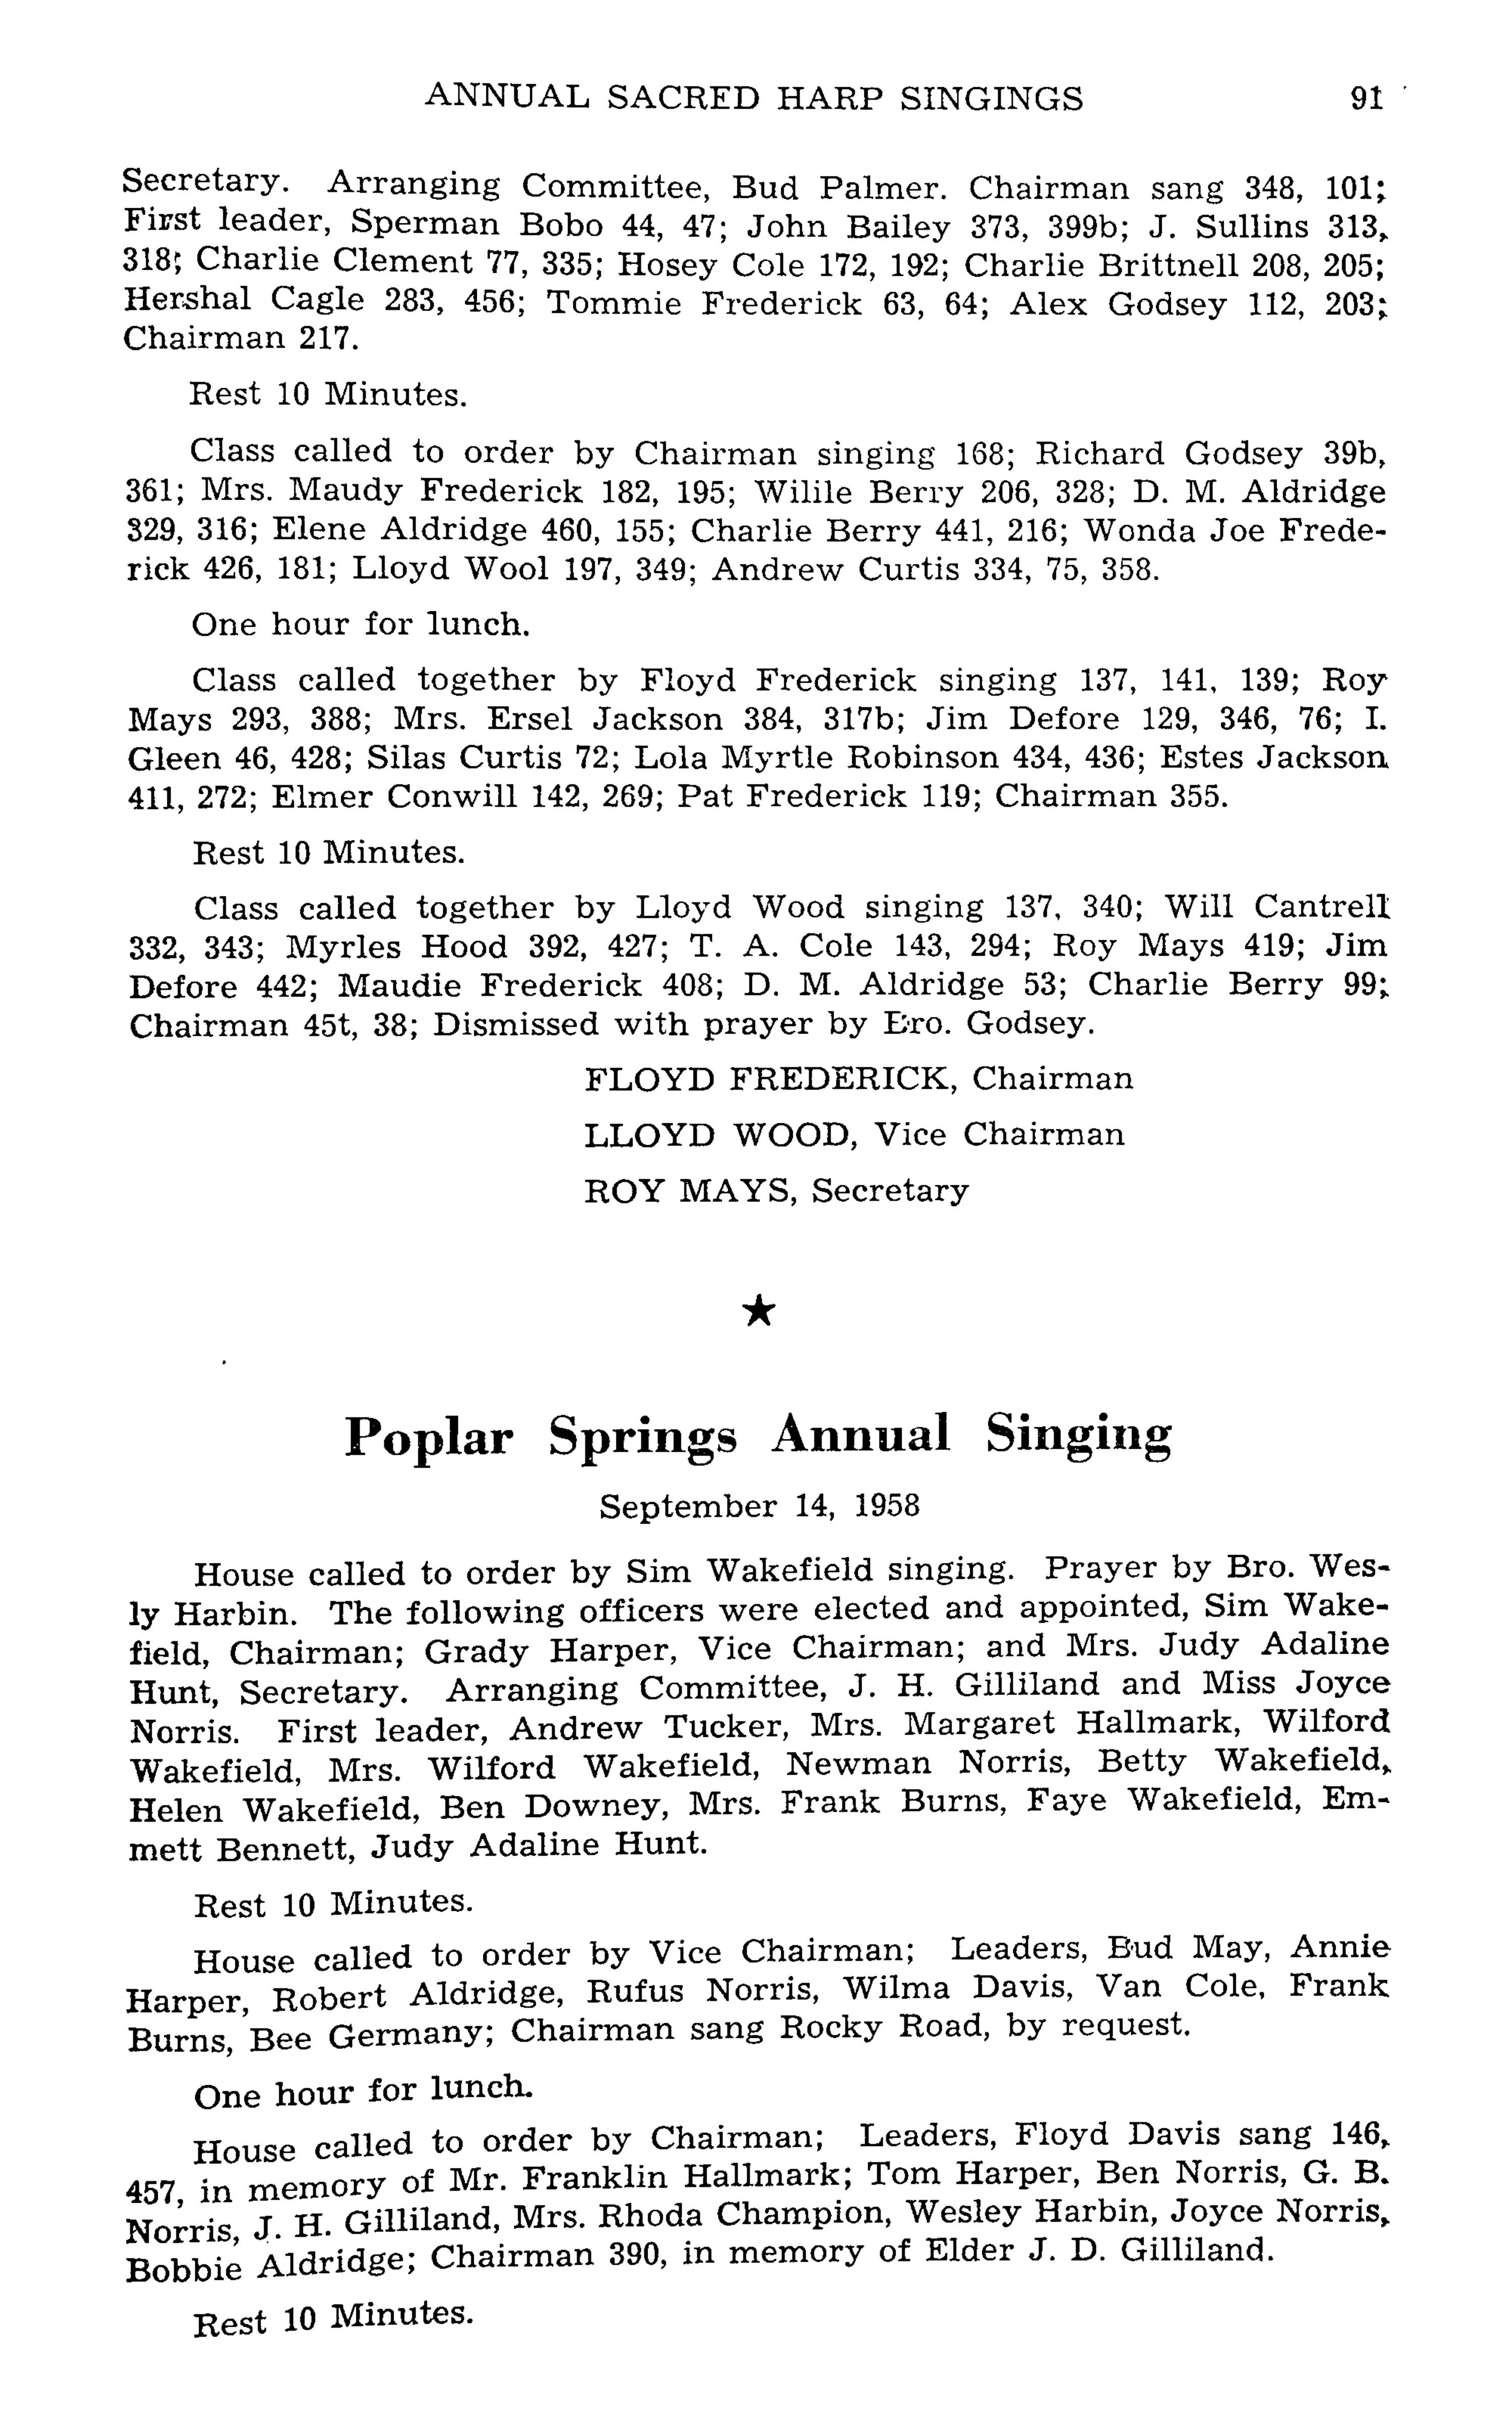 ANNUAL SACRED HARP SINGINGS 91
Secretary. Arranging Committee, Bud Palmer. Chairman sang 348, 101;
First leader, Sperman Bobo 44, 47; John Bailey 373, 399b; J. Sullins 313,
318; Charlie Clement 77, 335; Hosey Cole 172, 192; Charlie Brittnell 208, 205;
Hershal Cagle 283, 456; Tommie Frederick 63, 64; Alex Godsey 112, 203;
Chairman 217.
Rest 10 Minutes.
Class called to order by Chairman singing 168; Richard Godsey 39b,
361; Mrs. Maudy Frederick 182, 195; Wilile Berry 206, 328; D. M. Aldridge
329, 316; Elene Aldridge 460, 155; Charlie Berry 441, 216; Wonda Joe Frede-
rick 426, 181; Lloyd Wool 197, 349; Andrew Curtis 334, 75, 358.
One hour for lunch.
Class called together by Floyd Frederick singing 137, 141, 139; Roy
Mays 293, 388; Mrs. Ersel Jackson 384, 317b; Jim Defore 129, 346, 76; I.
Gleen 46, 428; Silas Curtis 72; Lola Myrtle Robinson 434, 436; Estes Jackson
411, 272; Elmer Conwill 142, 269; Pat Frederick 119; Chairman 355.
Rest 10 Minutes.
Class called together by Lloyd Wood singing 137, 340; Will Cantrell
332, 343; Myrles Hood 392, 427; T. A. Cole 143, 294; Roy Mays 419; Jim
Defore 442; Maudie Frederick 408; D. M. Aldridge 53; Charlie Berry 99;
Chairman 45t, 38; Dismissed with prayer by Bro. Godsey.
FLOYD FREDERICK, Chairman
LLOYD WOOD, Vice Chairman
ROY MAYS, Secretary
★
Poplar Springs Annual Singing
September 14, 1958
House called to order by Sim Wakefield singing. Prayer by Bro. Wes-
ly Harbin. The following officers were elected and appointed, Sim Wake-
field, Chairman; Grady Harper, Vice Chairman; and Mrs. Judy Adaline
Hunt, Secretary. Arranging Committee, J. H. Gilliland and Miss Joyce
Norris. First leader, Andrew Tucker, Mrs. Margaret Hallmark, Wilford
Wakefield, Mrs. Wilford Wakefield, Newman Norris, Betty Wakefield,
Helen Wakefield, Ben Downey, Mrs. Frank Burns, Faye Wakefield, Em-
mett Bennett, Judy Adaline Hunt.
Rest 10 Minutes.
House called to order by Vice Chairman; Leaders, Bud May, Annie
Harper, Robert Aldridge, Rufus Norris, Wilma Davis, Van Cole, Frank
Burns, Bee Germany; Chairman sang Rocky Road, by request.
One hour for lunch.
House called to order by Chairman; Leaders, Floyd Davis sang 146,
457, in memory of Mr. Franklin Hallmark; Tom Harper, Ben Norris, G. B.
Norris, J. H. Gilliland, Mrs. Rhoda Champion, Wesley Harbin, Joyce Norris,
Bobbie Aldridge; Chairman 390, in memory of Elder J. D. Gilliland.
Rest 10 Minutes.